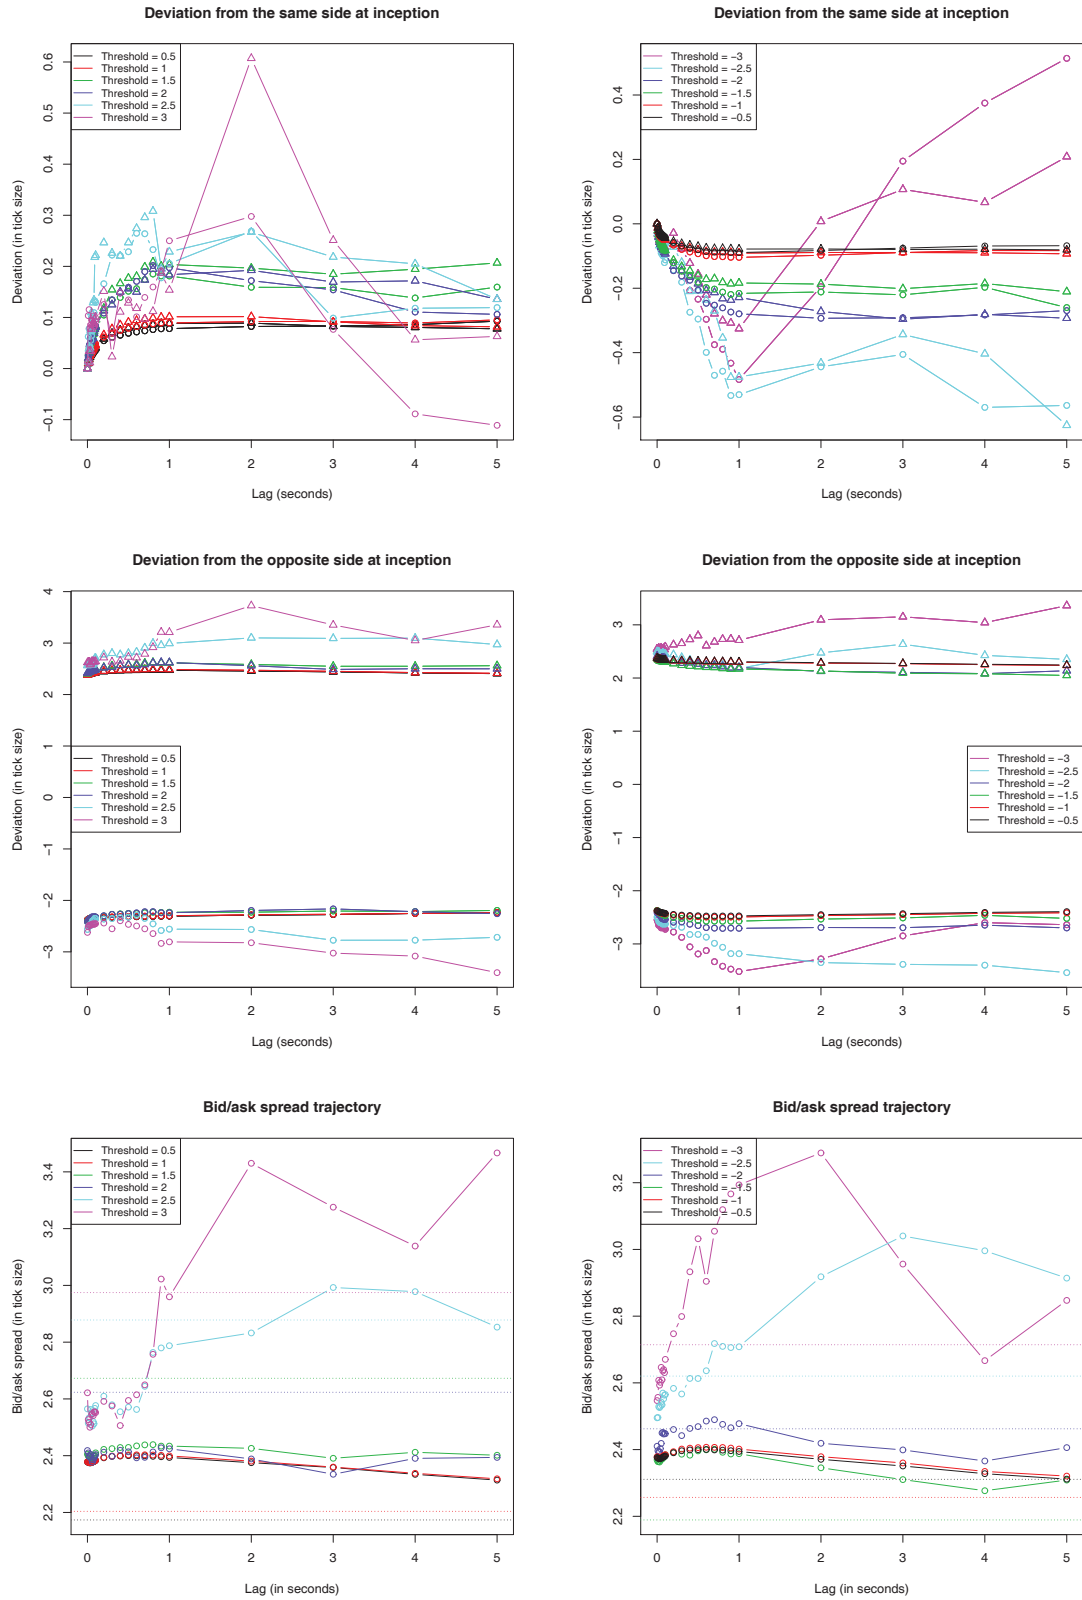 Deviation from the same side at inception
Deviation (in tick size)
0.6
0.5
0.4
0.3
0.2
0.1
0.0
−0.1
Threshold = 0.5
Threshold = 1
Threshold = 1.5
Threshold = 2
Threshold = 2.5
Threshold = 3
0 1 2 3 4 5
Lag (seconds)
Deviation from the same side at inception
Deviation (in tick size)
0.4
0.2
0.0
−0.2
−0.4
−0.6
Threshold = −3
Threshold = −2.5
Threshold = −2
Threshold = −1.5
Threshold = −1
Threshold = −0.5
0 1 2 3 4 5
Lag (seconds)
Deviation from the opposite side at inception
Deviation (in tick size)
4
3
2
1
0
−1
−2
−3
Threshold = 0.5
Threshold = 1
Threshold = 1.5
Threshold = 2
Threshold = 2.5
Threshold = 3
0 1 2 3 4 5
Lag (seconds)
Deviation from the opposite side at inception
Deviation (in tick size)
3
2
1
0
−1
−2
−3
Threshold = −3
Threshold = −2.5
Threshold = −2
Threshold = −1.5
Threshold = −1
Threshold = −0.5
0 1 2 3 4 5
Lag (seconds)
Bid/ask spread trajectory
Bid/ask spread (in tick size)
3.4
3.2
3.0
2.8
2.6
2.4
2.2
Threshold = 0.5
Threshold = 1
Threshold = 1.5
Threshold = 2
Threshold = 2.5
Threshold = 3
0 1 2 3 4 5
Lag (in seconds)
Bid/ask spread trajectory
Bid/ask spread (in tick size)
3.2
3.0
2.8
2.6
2.4
2.2
Threshold = −3
Threshold = −2.5
Threshold = −2
Threshold = −1.5
Threshold = −1
Threshold = −0.5
0 1 2 3 4 5
Lag (in seconds)